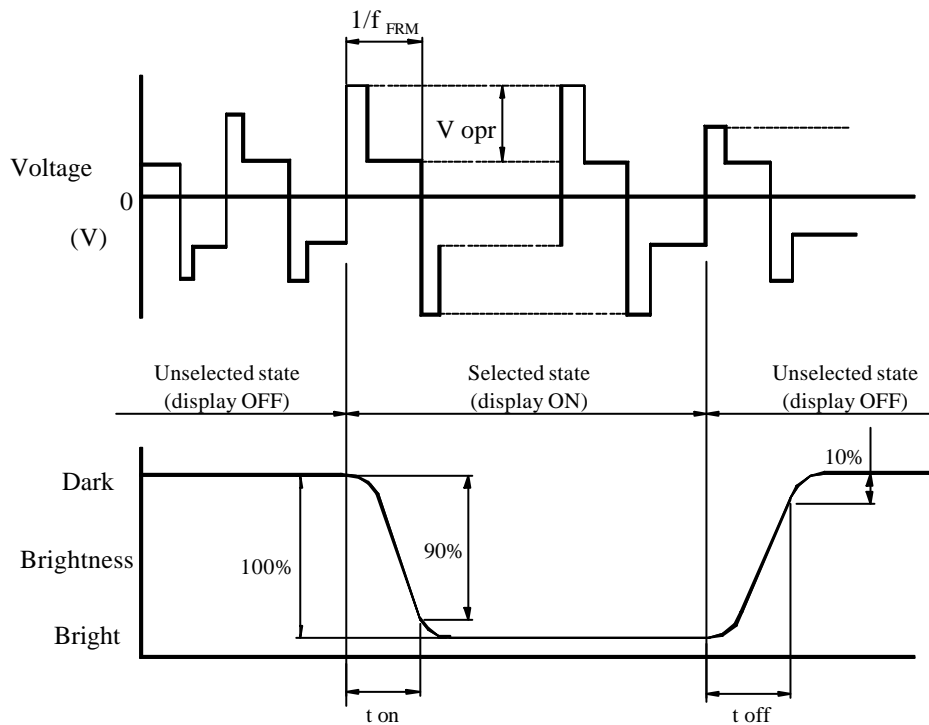 1/f FRM
V opr
Voltage
0
(V)
Unselected state
(display OFF)
Selected state
(display ON)
Unselected state
(display OFF)
10%
Dark
90%
Brightness
100%
Bright
t on
t off